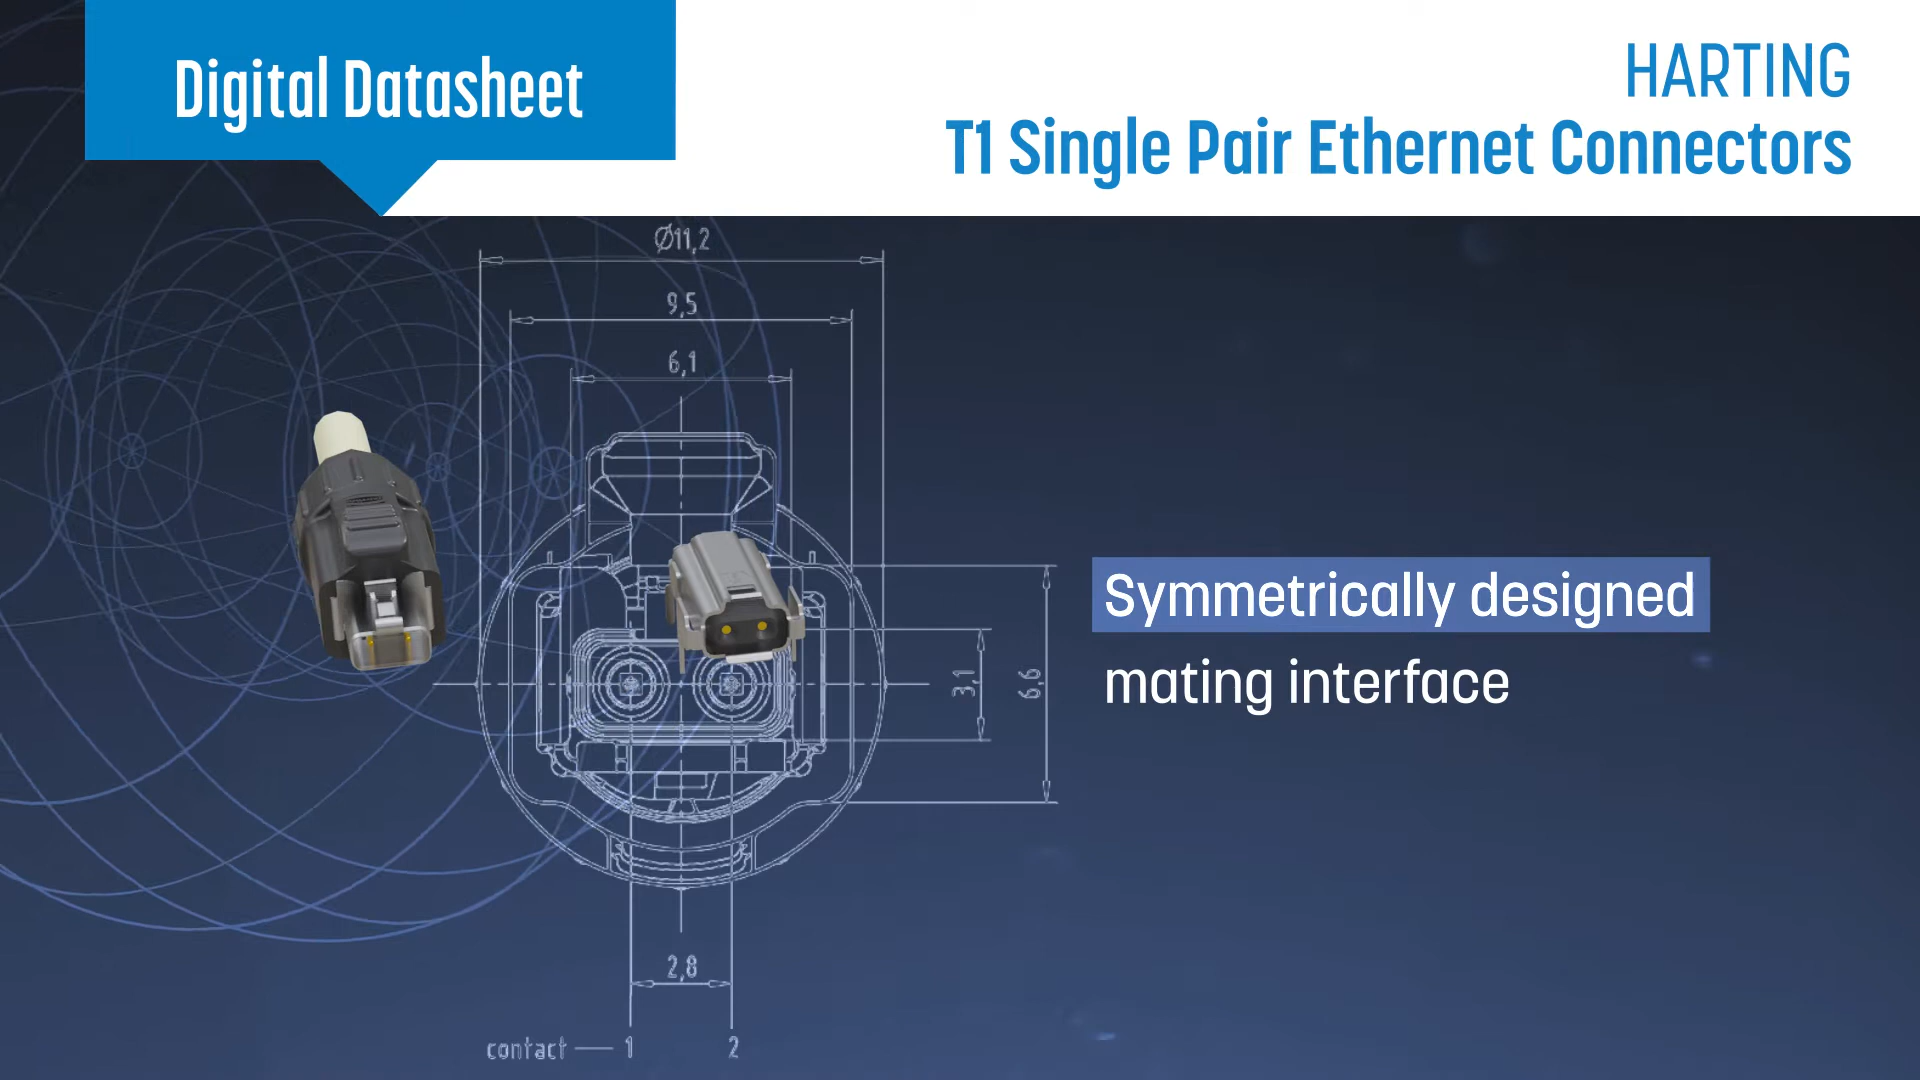 Digital Datasheet
HARTING
T1 Single Pair Ethernet Connectors
Ø11,2
9,5
6,1
3,1
6,6
Symmetrically designed
mating interface
2,8
contact 1 2